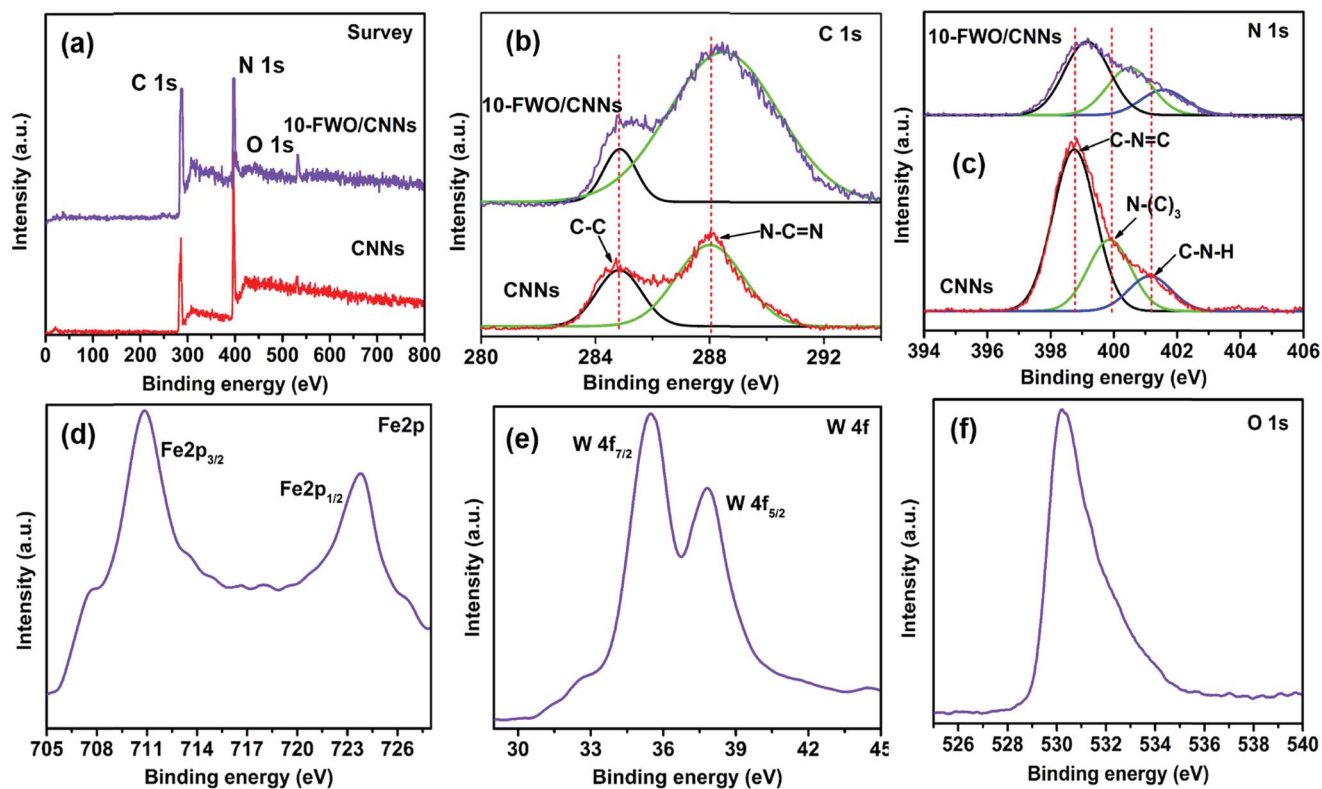 (a)
Survey
C 1s
N 1s
10-FWO/CNNs
O 1s
CNNs
Intensity (a.u.)
0 100 200 300 400 500 600 700 800
Binding energy (eV)
(b)
C 1s
10-FWO/CNNs
C-C
N-C=N
CNNs
Intensity (a.u.)
280 284 288 292
Binding energy (eV)
N 1s
10-FWO/CNNs
(c)
C-N=C
N-(C)3
C-N-H
CNNs
Intensity (a.u.)
394 396 398 400 402 404 406
Binding energy (eV)
(d)
Fe2p
Fe2p3/2
Fe2p1/2
Intensity (a.u.)
705 708 711 714 717 720 723 726
Binding energy (eV)
(e)
W 4f
W 4f7/2
W 4f5/2
Intensity (a.u.)
30 33 36 39 42 45
Binding energy (eV)
(f)
O 1s
Intensity (a.u.)
526 528 530 532 534 536 538 540
Binding energy (eV)